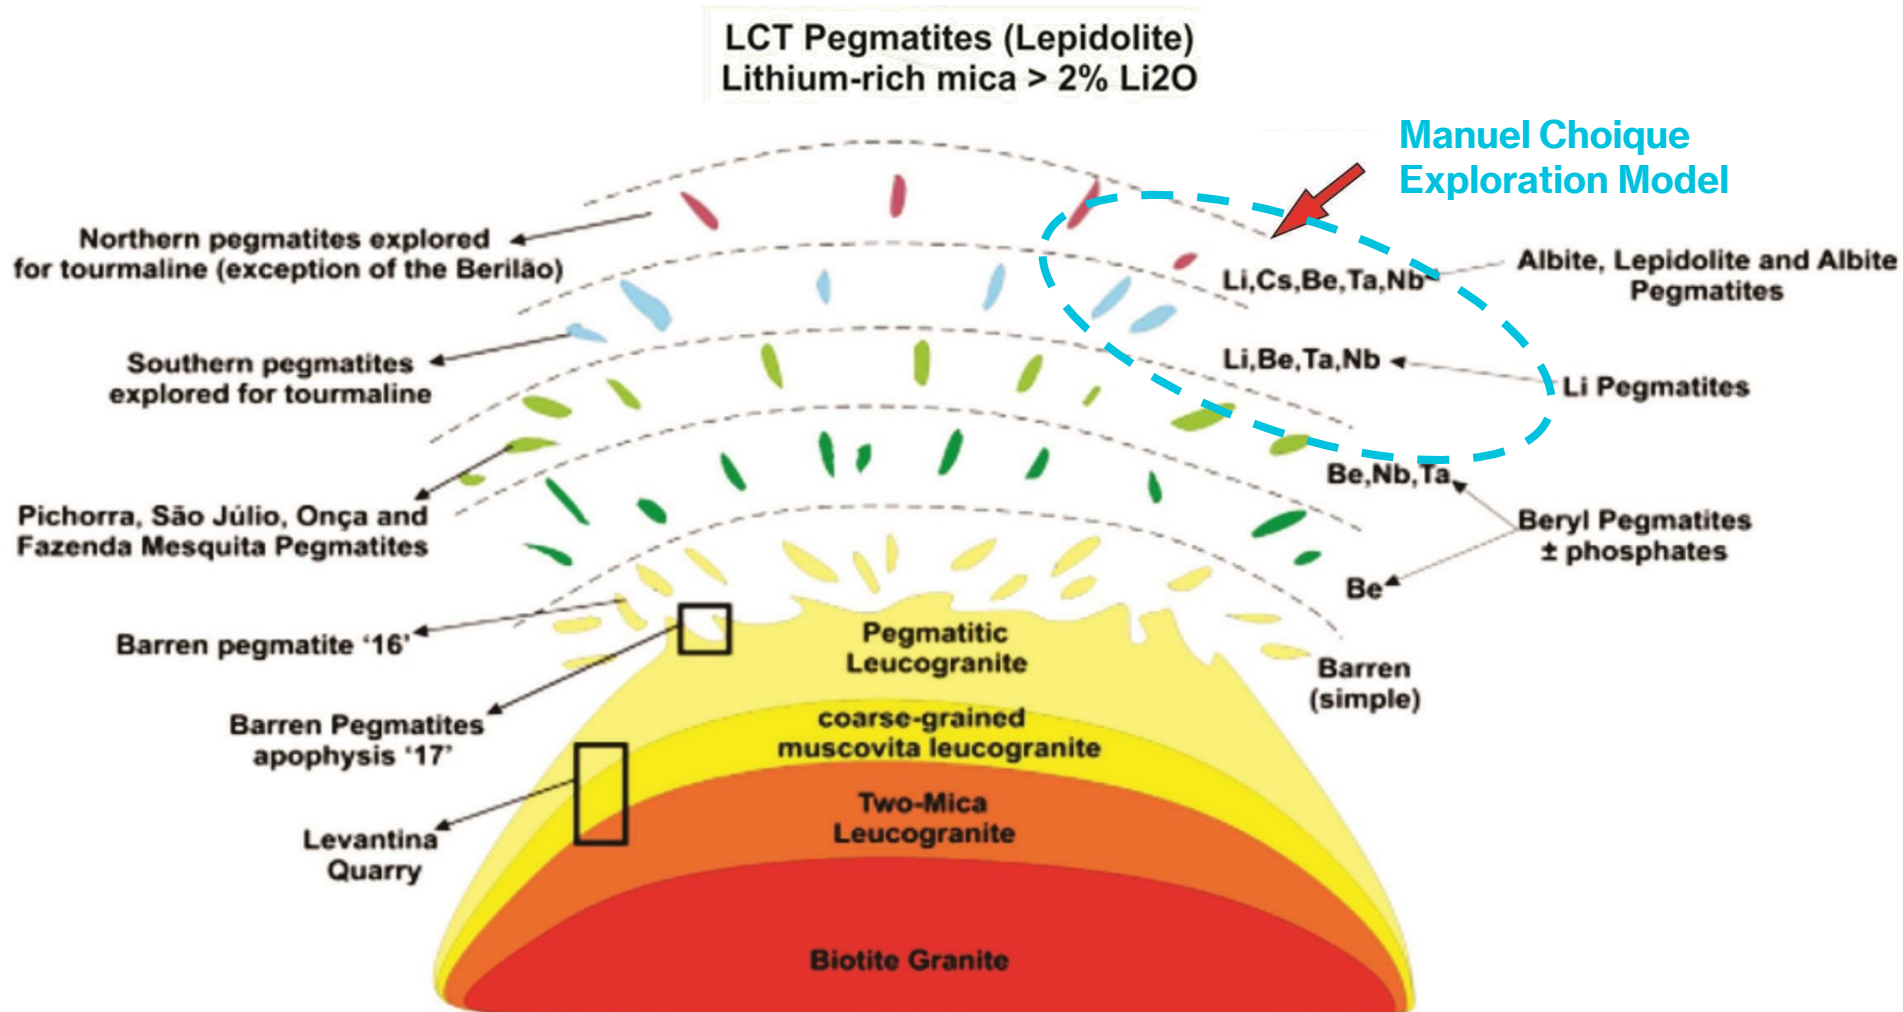 LCT Pegmatites (Lepidolite)
Lithium-rich mica > 2% Li2O
Manuel Choique
Exploration Model
Northern pegmatites explored
for tourmaline (exception of the Berilão)
Li,Cs,Be,Ta,Nb
Albite, Lepidolite and Albite
Pegmatites
Southern pegmatites
explored for tourmaline
Li,Be,Ta,Nb
Li Pegmatites
Pichorra, São Júlio, Onça and
Fazenda Mesquita Pegmatites
Be,Nb,Ta
Beryl Pegmatites
± phosphates
Be
Barren pegmatite ‘16’
Pegmatitic
Leucogranite
Barren
(simple)
Barren Pegmatites
apophysis ‘17’
coarse-grained
muscovita leucogranite
Two-Mica
Leucogranite
Levantina
Quarry
Biotite Granite